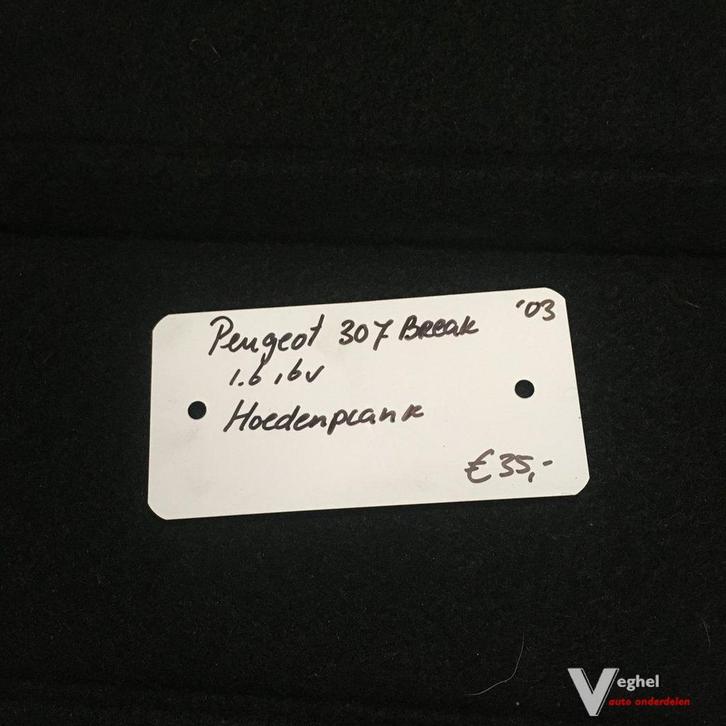 Peugeot 307 Break '03
1.6 16v
Hoedenplank
€ 35,-
Veghel
auto onderdelen